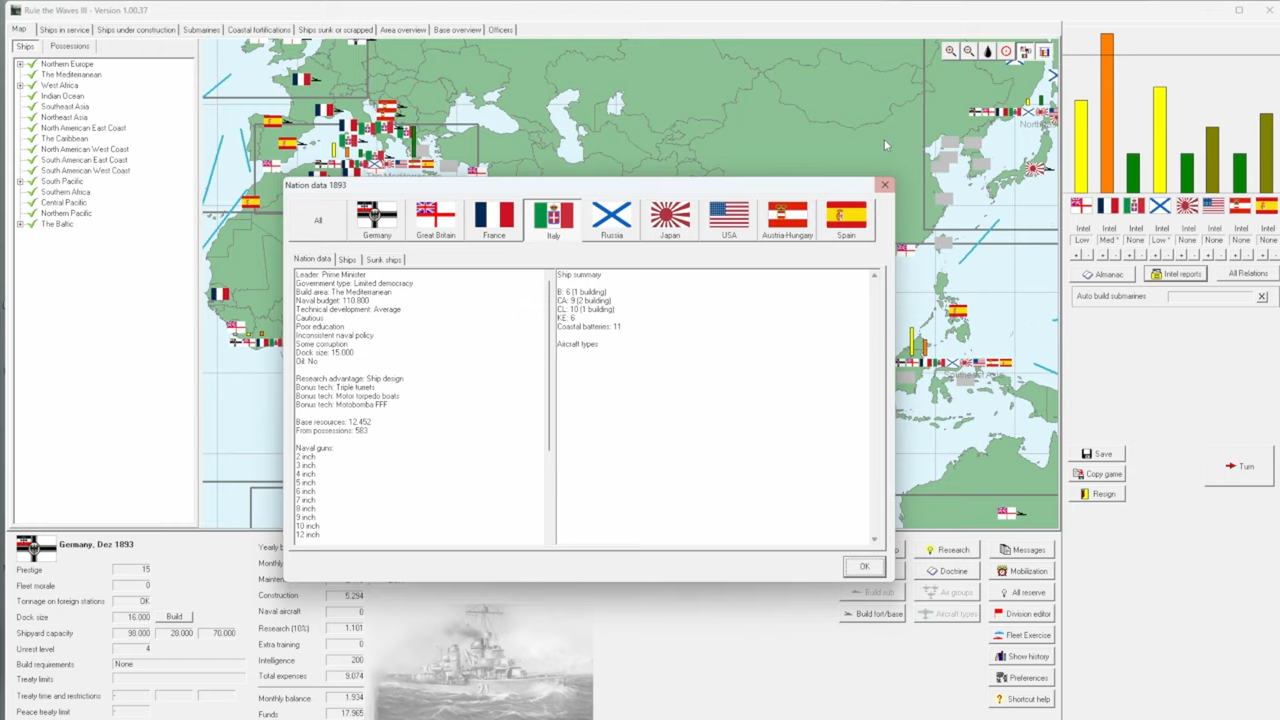 Rule the Waves III - Version 1.00.37
Map
Ships in service
Ships under construction
Submarines
Coastal fortifications
Ships sunk or scrapped
Area overview
Base overview
Officers
Ships
Possessions
Northern Europe
The Mediterranean
West Africa
Indian Ocean
Southeast Asia
Northeast Asia
North American East Coast
The Caribbean
North American West Coast
South American East Coast
South American West Coast
South Pacific
Southern Africa
Central Pacific
Northern Pacific
The Baltic
Nation data 1893
All
Germany
Great Britain
France
Italy
Russia
Japan
USA
Austria-Hungary
Spain
Nation data
Ships
Sunk ships
Leader: Prime Minister
Government type: Limited democracy
Build area: The Mediterranean
Naval budget: 110.800
Technical development: Average
Cautious
Poor education
Inconsistent naval policy
Some corruption
Dock size: 15.000
Oil: No
Research advantage: Ship design
Bonus tech: Triple turrets
Bonus tech: Motor torpedo boats
Bonus tech: Motobomba FFF
Base resources: 12.452
From possessions: 583
Naval guns:
2 inch
3 inch
4 inch
5 inch
6 inch
7 inch
8 inch
9 inch
10 inch
12 inch
Ship summary
B: 6 (1 building)
CA: 9 (2 building)
CL: 10 (1 building)
KE: 6
Coastal batteries: 11
Aircraft types
OK
Intel Intel Intel Intel Intel Intel Intel Intel
Low Med * None Low * None None None None
Almanac
Intel reports
All Relations
Auto build submarines
Save
Copy game
Resign
Turn
Germany, Dez 1893
Prestige 15
Fleet morale 0
Tonnage on foreign stations OK
Dock size 16.000 Build
Shipyard capacity 98.000 28.000 70.000
Unrest level 4
Build requirements None
Treaty limits
Treaty time and restrictions
Peace treaty limit
Construction 5.294
Naval aircraft 0
Research (10%) 1.101
Extra training 0
Intelligence 200
Total expenses 9.074
Monthly balance 1.934
Funds 17.965
Build sub
Build fort/base
Research
Doctrine
Air groups
Aircraft types
Messages
Mobilization
All reserve
Division editor
Fleet Exercise
Show history
Preferences
Shortcut help